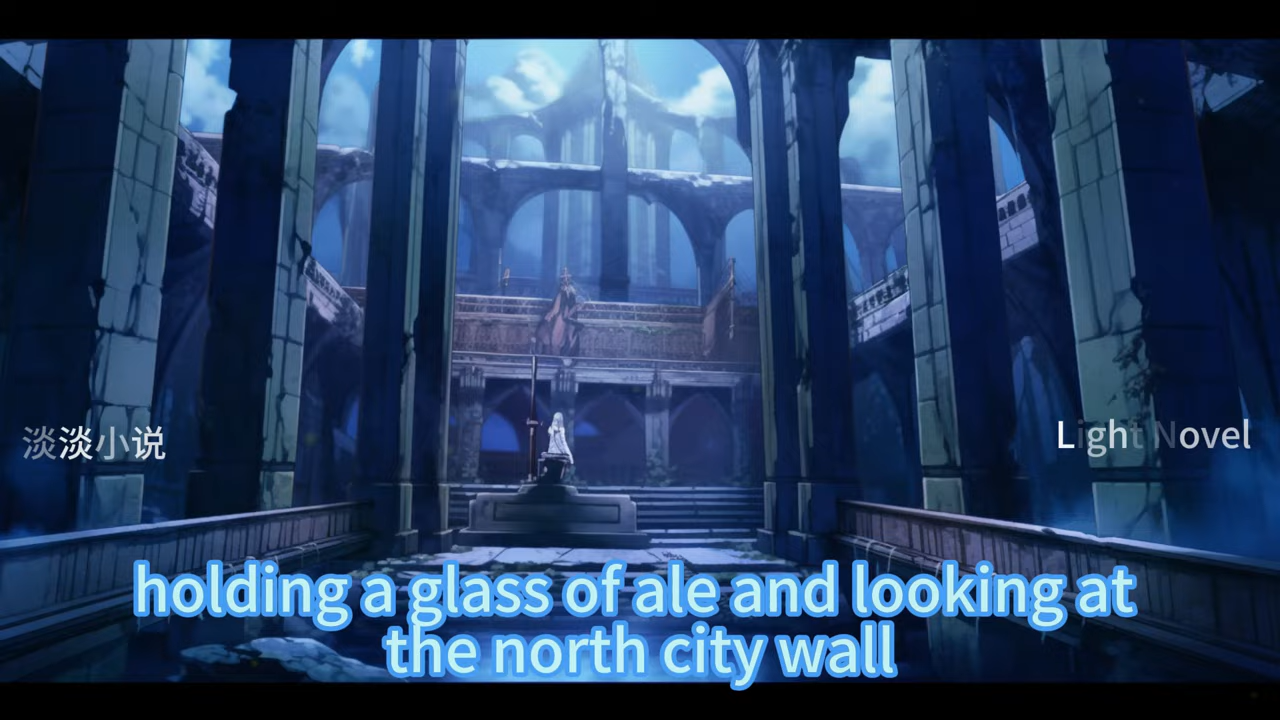 淡淡小说
Light Novel
holding a glass of ale and looking at
the north city wall